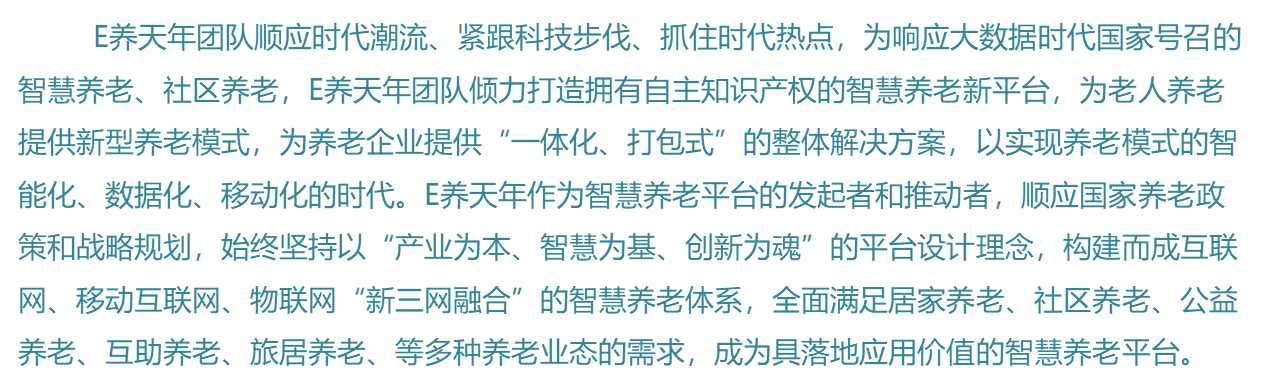 E养天年团队顺应时代潮流、紧跟科技步伐、抓住时代热点，为响应大数据时代国家号召的
智慧养老、社区养老，E养天年团队倾力打造拥有自主知识产权的智慧养老新平台，为老人养老
提供新型养老模式，为养老企业提供“一体化、打包式”的整体解决方案，以实现养老模式的智
能化、数据化、移动化的时代。E养天年作为智慧养老平台的发起者和推动者，顺应国家养老政
策和战略规划，始终坚持以“产业为本、智慧为基、创新为魂”的平台设计理念，构建而成互联
网、移动互联网、物联网“新三网融合”的智慧养老体系，全面满足居家养老、社区养老、公益
养老、互助养老、旅居养老、等多种养老业态的需求，成为具落地应用价值的智慧养老平台。